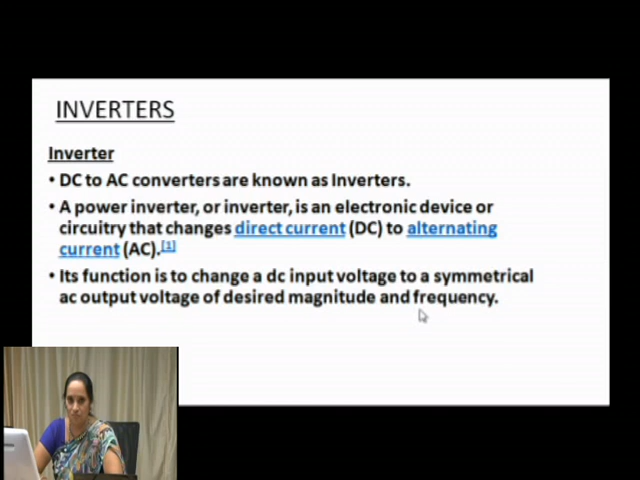 INVERTERS
Inverter
• DC to AC converters are known as Inverters.
• A power inverter, or inverter, is an electronic device or
circuitry that changes direct current (DC) to alternating
current (AC).[1]
• Its function is to change a dc input voltage to a symmetrical
ac output voltage of desired magnitude and frequency.